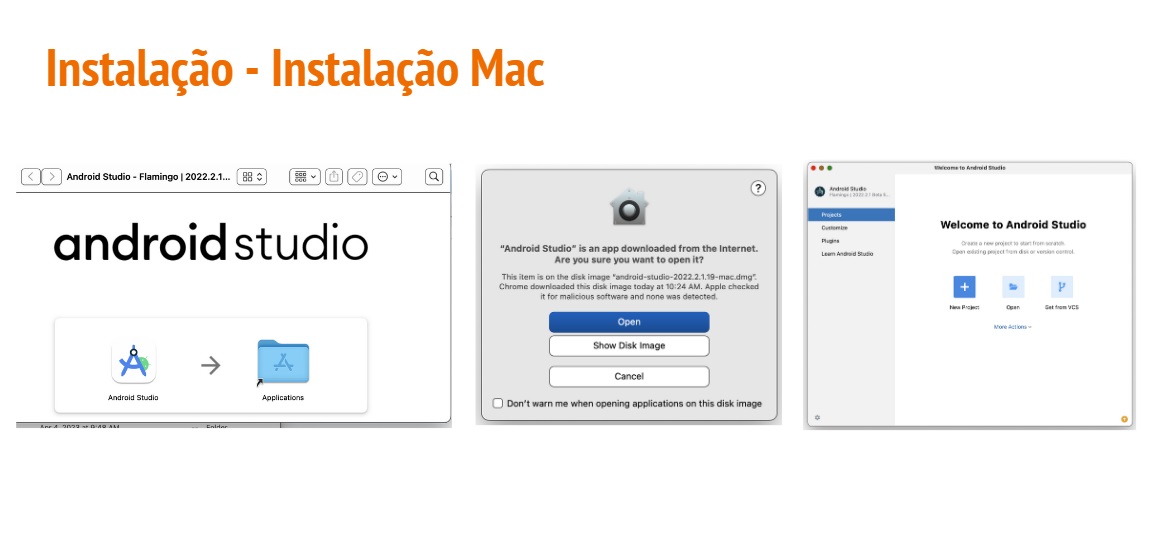 Instalação - Instalação Mac
Android Studio - Flamingo | 2022.2.1...
android studio
Android Studio
Applications
Apr 4, 2023 at 9:48 AM -- Folder
?
“Android Studio” is an app downloaded from the Internet.
Are you sure you want to open it?
This item is on the disk image “android-studio-2022.2.1.19-mac.dmg”.
Chrome downloaded this disk image today at 10:24 AM. Apple checked
it for malicious software and none was detected.
Open
Show Disk Image
Cancel
Don’t warn me when opening applications on this disk image
Welcome to Android Studio
Android Studio
Flamingo | 2022.2.1 Beta 5...
Projects
Customize
Plugins
Learn Android Studio
Welcome to Android Studio
Create a new project to start from scratch.
Open existing project from disk or version control.
New Project
Open
Get from VCS
More Actions